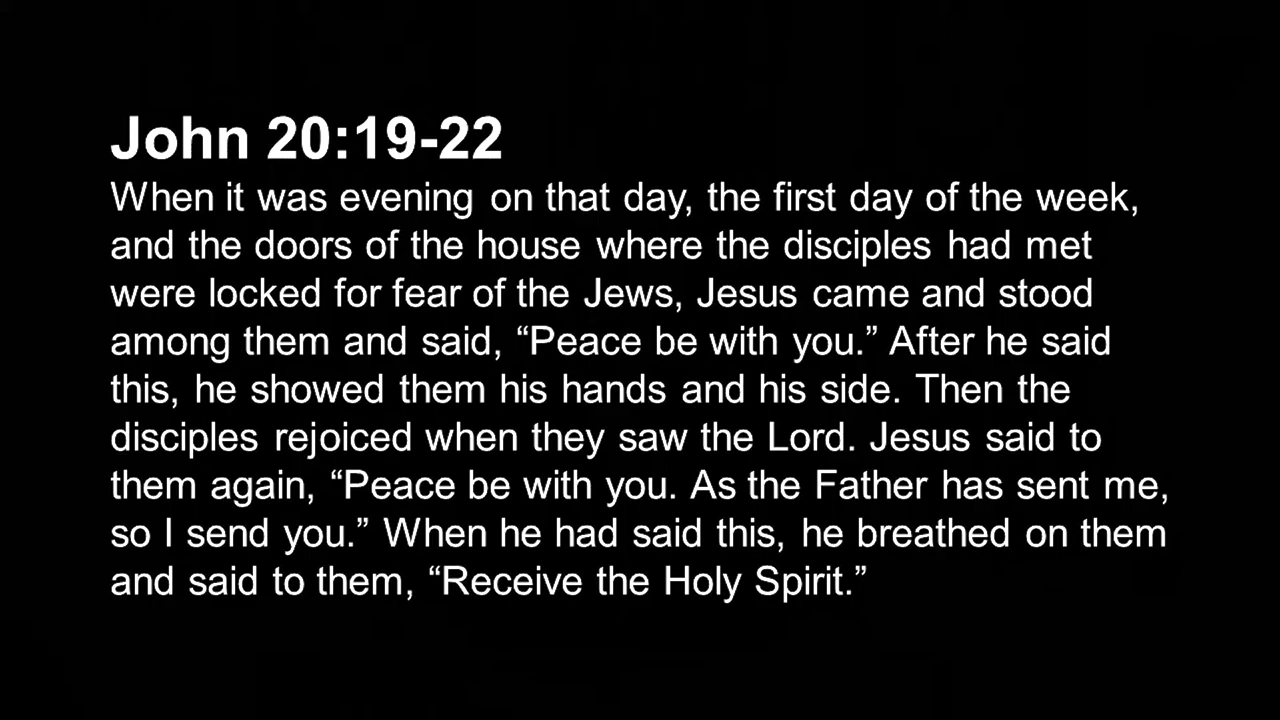 John 20:19-22
When it was evening on that day, the first day of the week,
and the doors of the house where the disciples had met
were locked for fear of the Jews, Jesus came and stood
among them and said, “Peace be with you.” After he said
this, he showed them his hands and his side. Then the
disciples rejoiced when they saw the Lord. Jesus said to
them again, “Peace be with you. As the Father has sent me,
so I send you.” When he had said this, he breathed on them
and said to them, “Receive the Holy Spirit.”